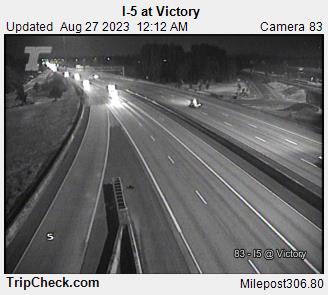 I-5 at Victory
Updated Aug 27 2023 12:12 AM Camera 83
S
83 - I5 @ Victory
TripCheck.com Milepost306.80